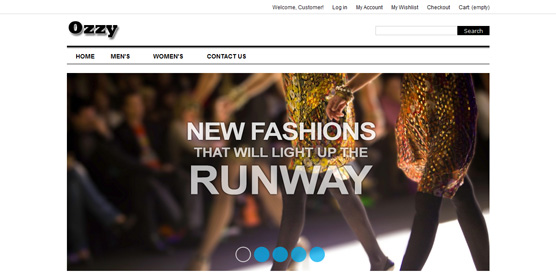 Welcome, Customer! Log in My Account My Wishlist Checkout Cart (empty)
Ozzy
Search
HOME MEN'S WOMEN'S CONTACT US
NEW FASHIONS
THAT WILL LIGHT UP THE
RUNWAY